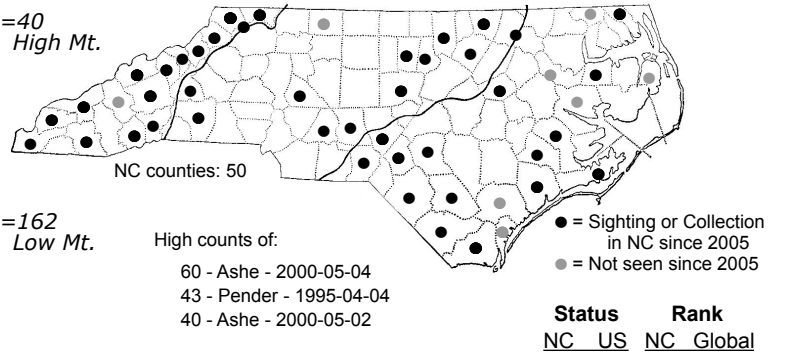 =40
High Mt.
NC counties: 50
=162
Low Mt.
High counts of:
60 - Ashe - 2000-05-04
43 - Pender - 1995-04-04
40 - Ashe - 2000-05-02
= Sighting or Collection
in NC since 2005
= Not seen since 2005
Status Rank
NC US NC Global